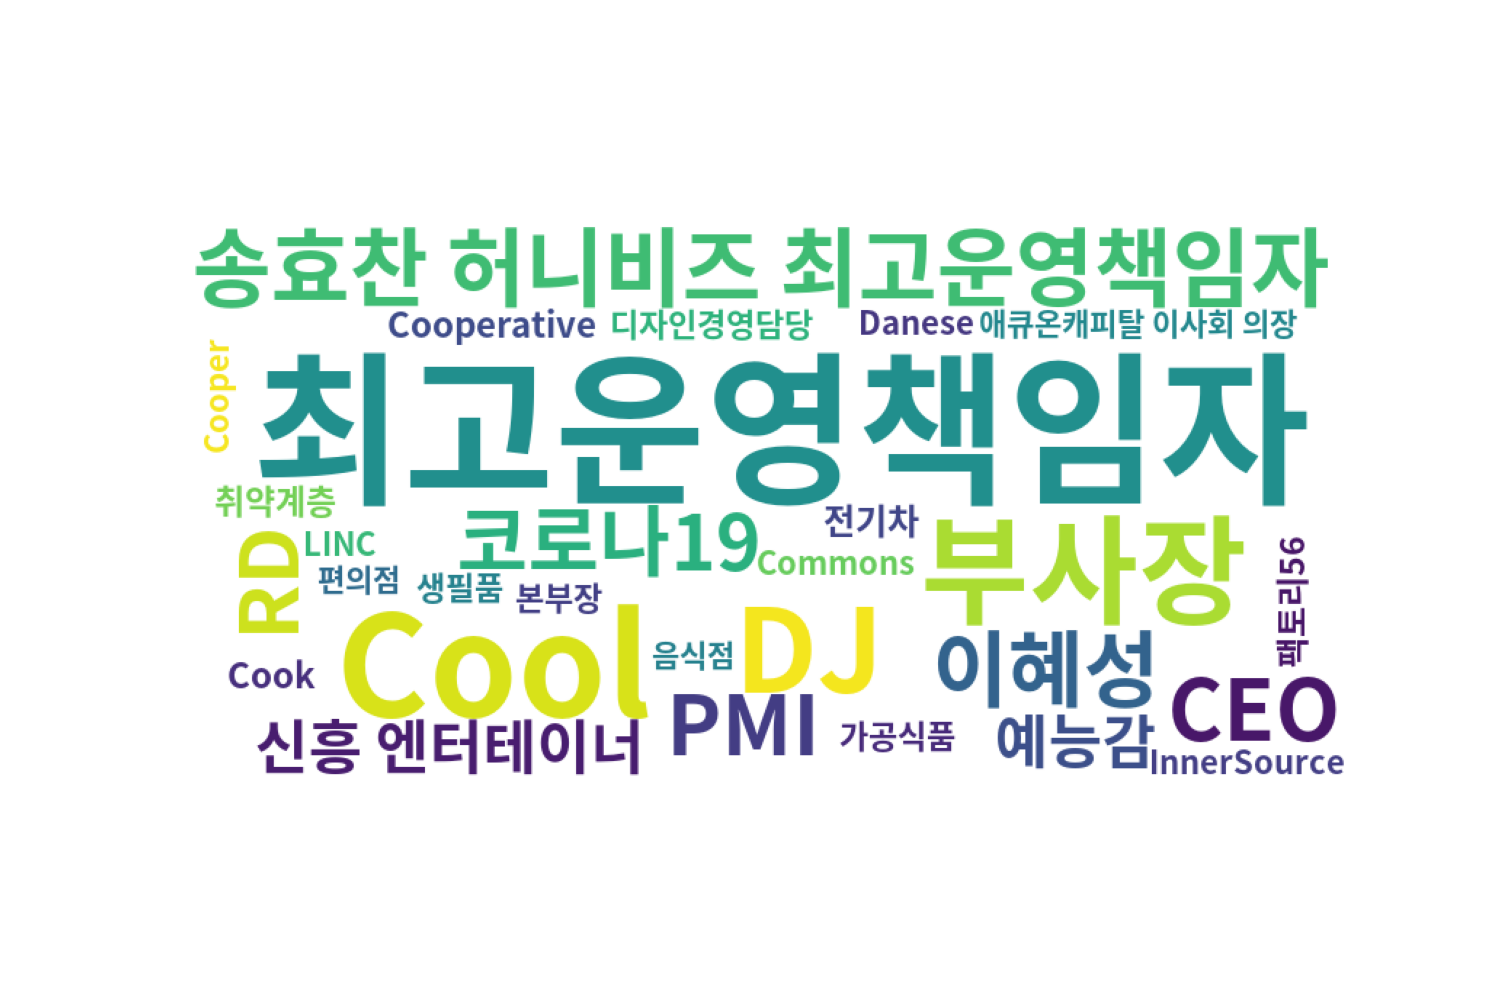 송효찬 허니비즈 최고운영책임자
Cooperative
디자인경영담당
Danese
애큐온캐피탈 이사회 의장
Cooper
최고운영책임자
취약계층
코로나19
전기차
부사장
RD
LINC
Commons
팩토리56
편의점
생필품
본부장
Cool
음식점
DJ
이혜성
Cook
PMI
CEO
신흥 엔터테이너
가공식품
예능감
InnerSource